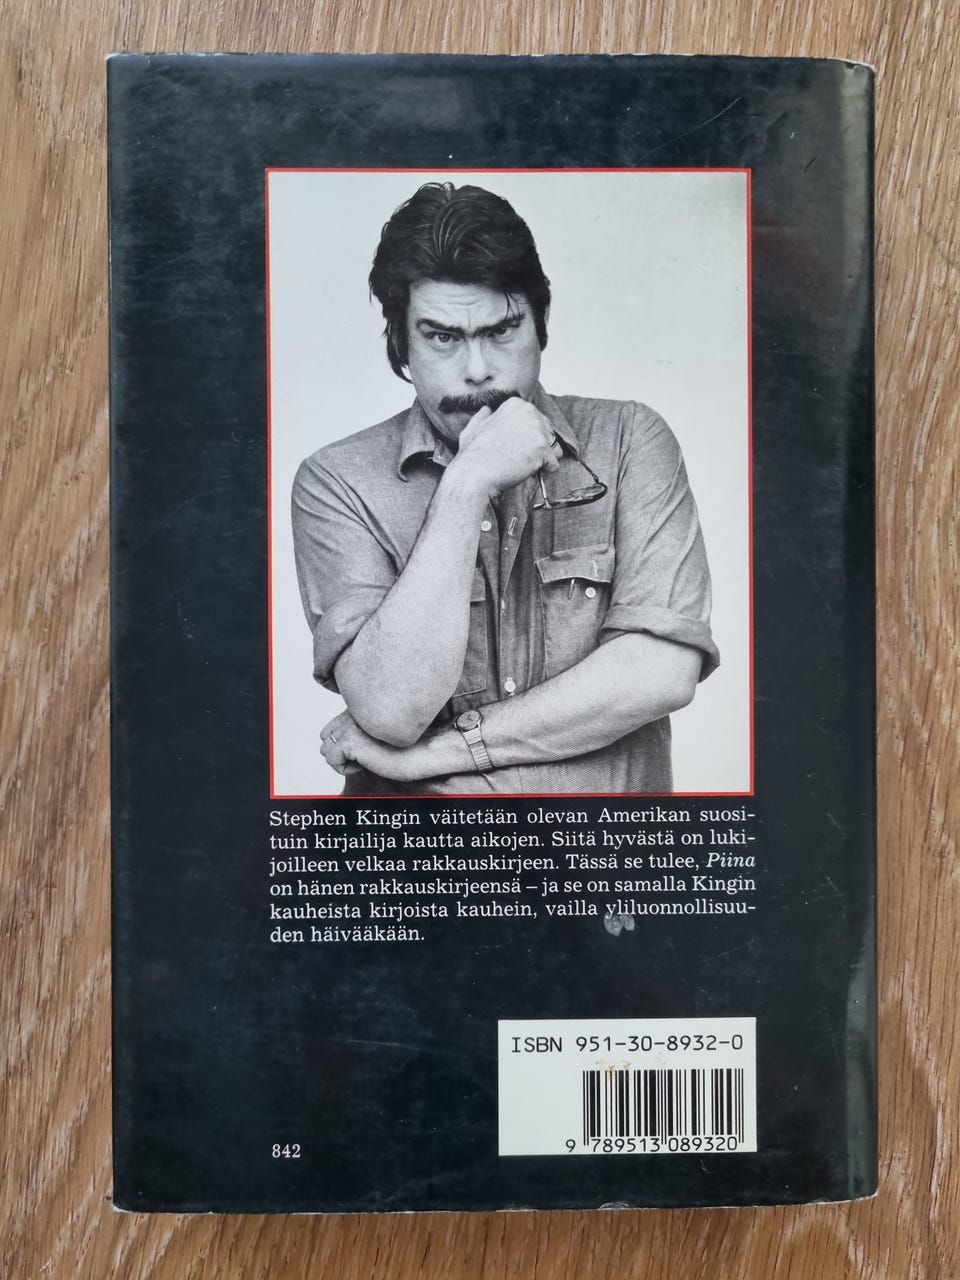 Stephen Kingin väitetään olevan Amerikan suosi-
tuin kirjailija kautta aikojen. Siitä hyvästä on luki-
joilleen velkaa rakkauskirjeen. Tässä se tulee, Piina
on hänen rakkauskirjeensä – ja se on samalla Kingin
kauheista kirjoista kauhein, vailla yliluonnollisuu-
den häivääkään.
ISBN 951-30-8932-0
9 789513 089320
842